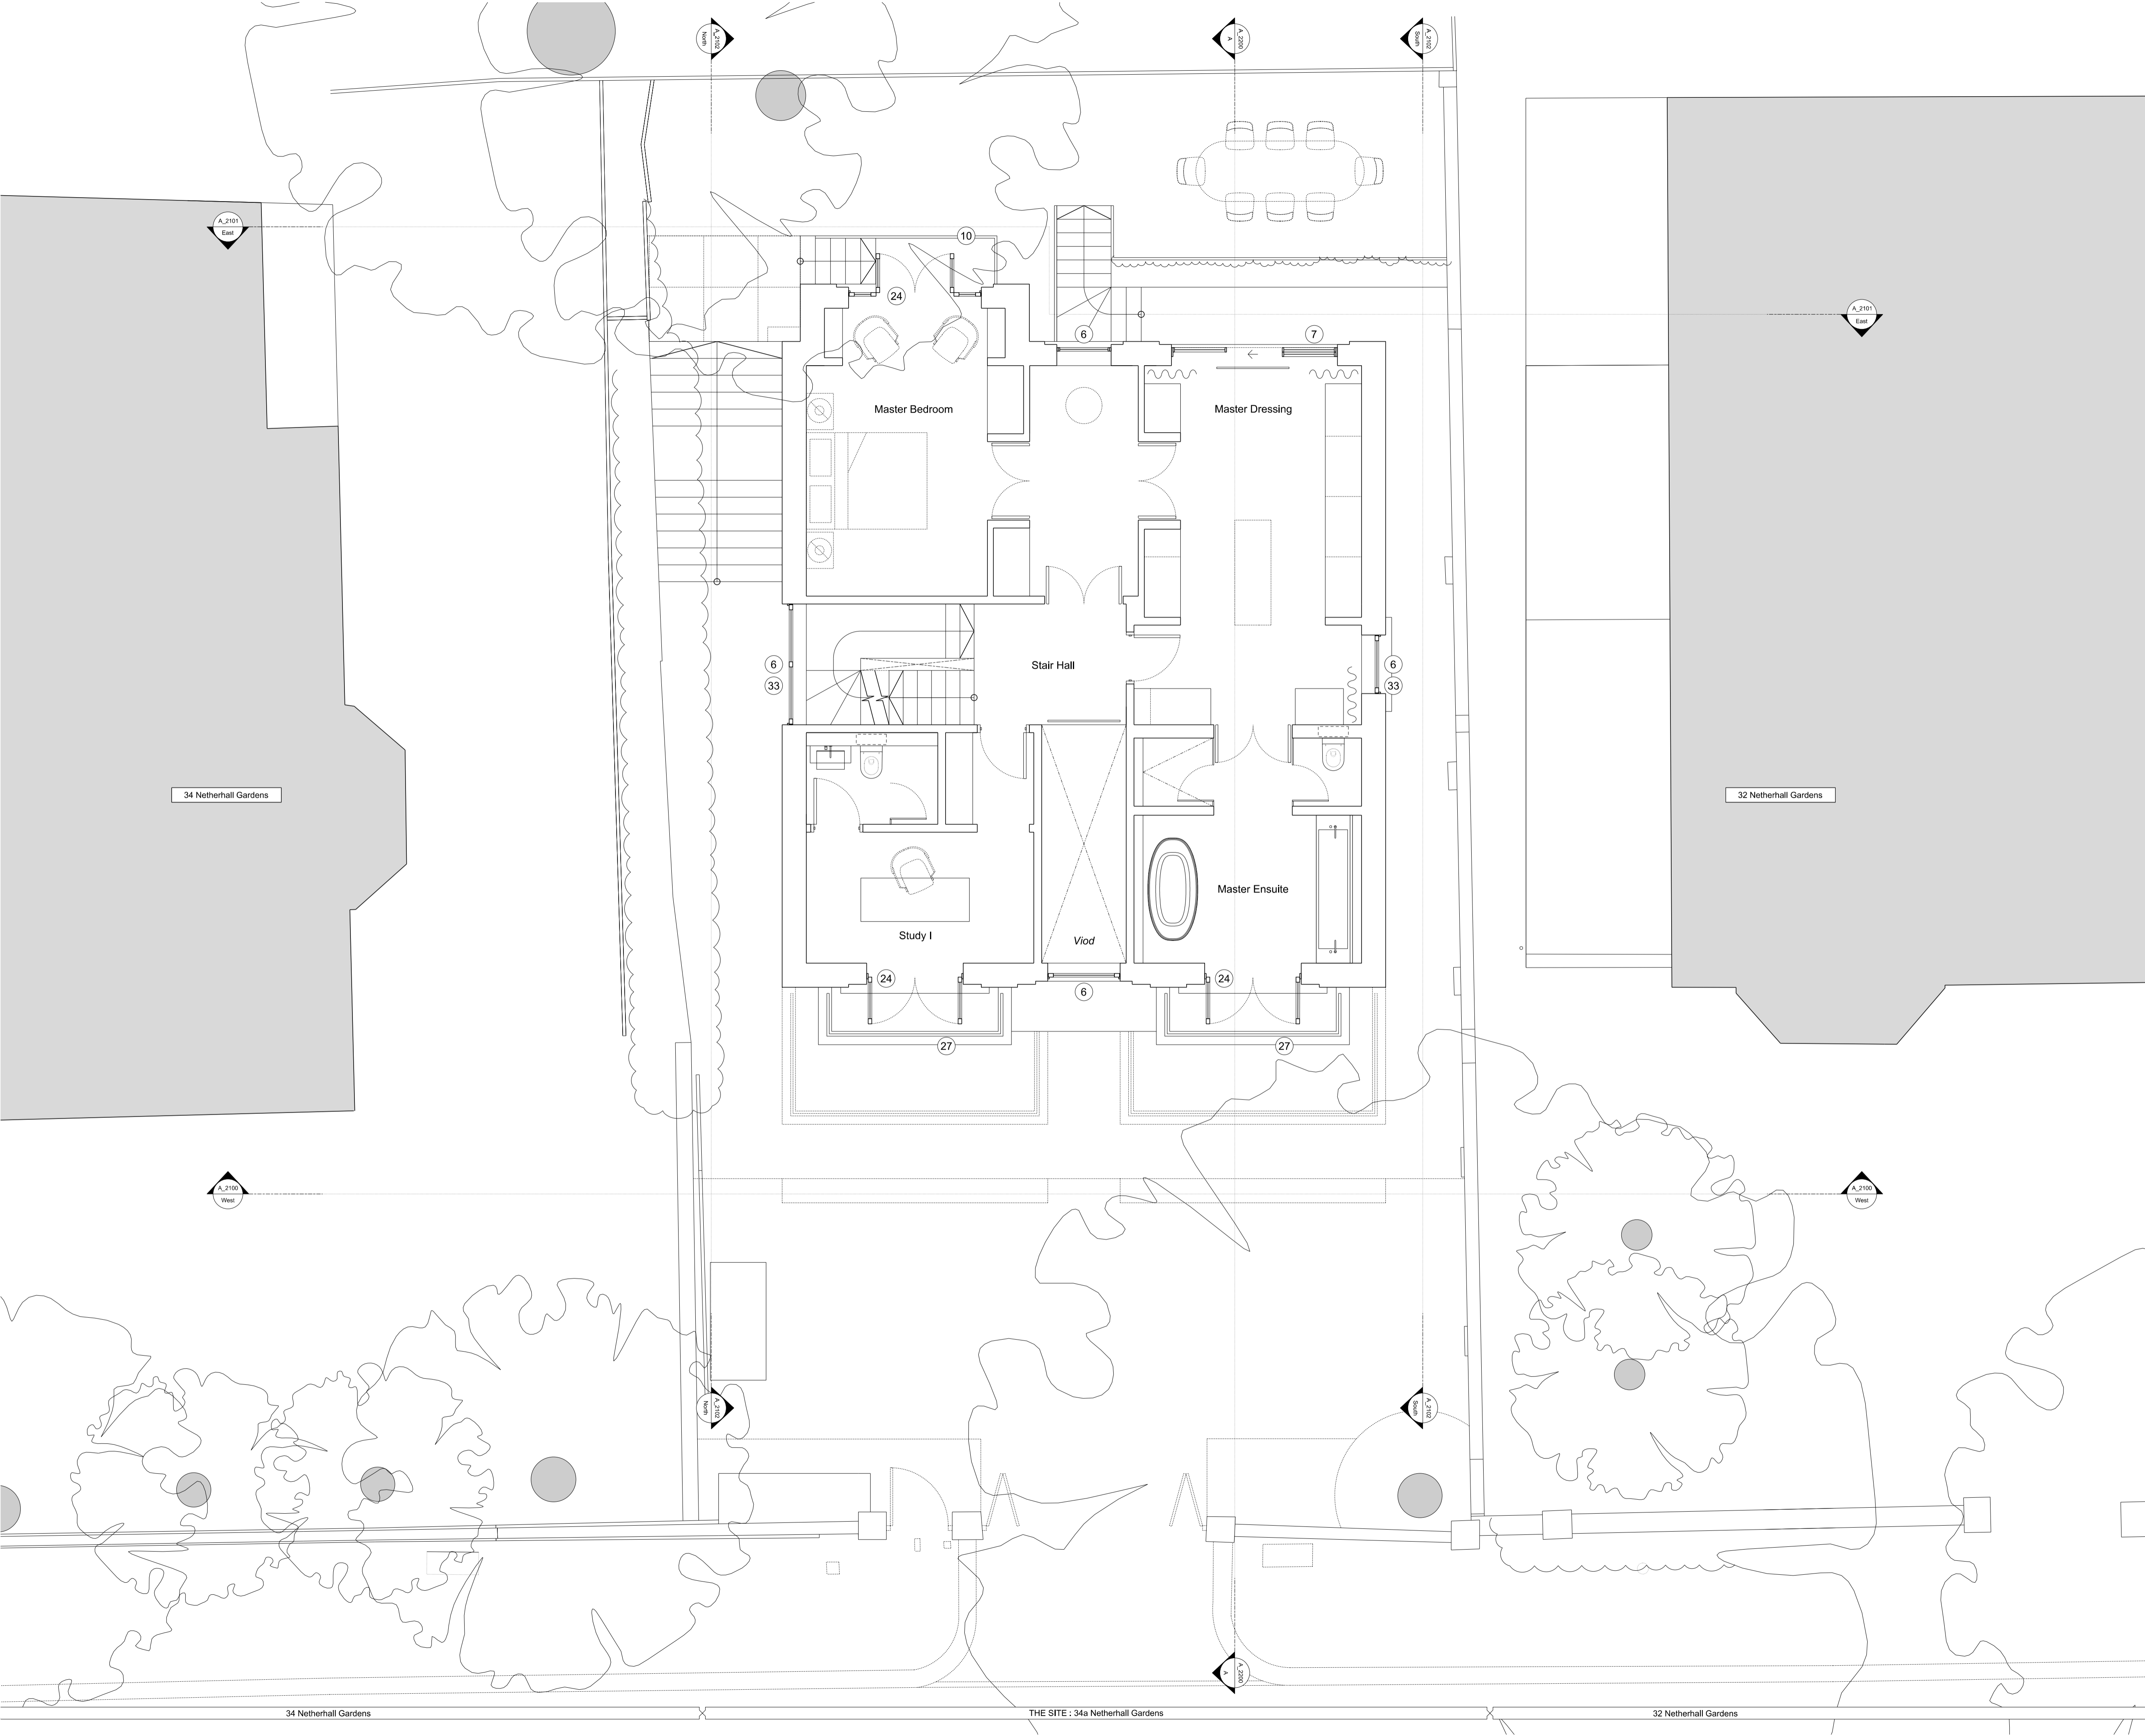 A_2102
North
A_2200
A
A_2102
South
A_2101
East
10
24
6
7
A_2101
East
Master Bedroom
Master Dressing
6
33
Stair Hall
6
33
34 Netherhall Gardens
32 Netherhall Gardens
Master Ensuite
Study I
Viod
24
24
6
27
27
A_2100
West
A_2100
West
A_2102
North
A_2102
South
A_2200
A
34 Netherhall Gardens
THE SITE : 34a Netherhall Gardens
32 Netherhall Gardens